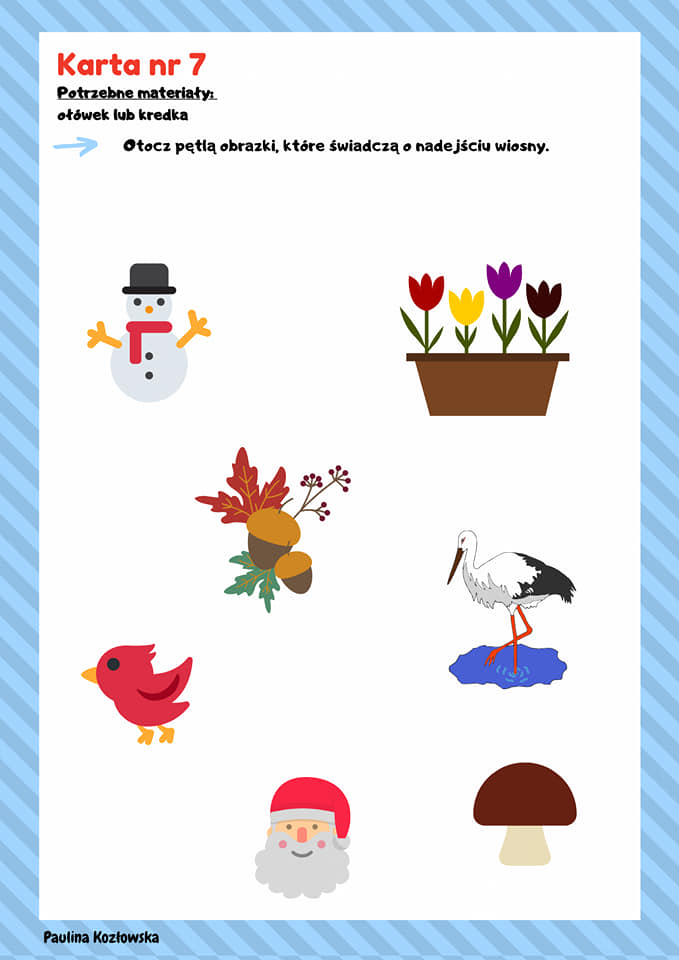 Karta nr 7
Potrzebne materiały:
ołówek lub kredka
Otocz pętlą obrazki, które świadczą o nadejściu wiosny.
Paulina Kozłowska